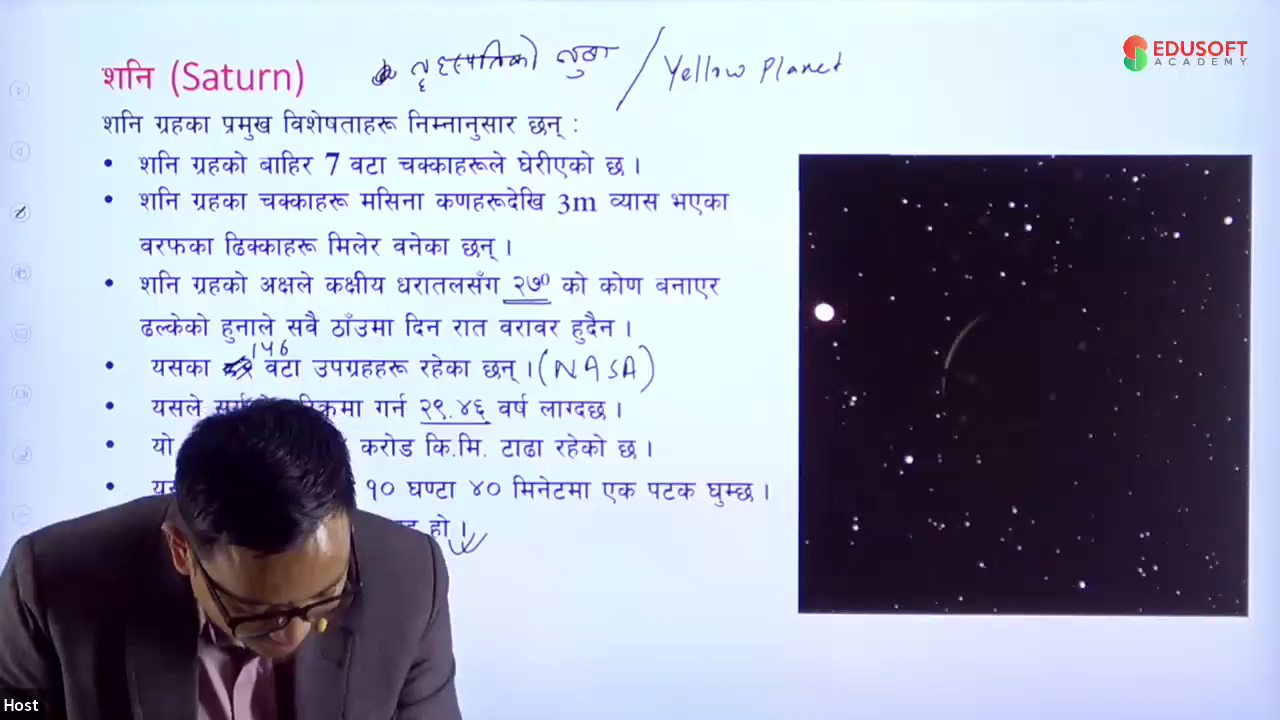 EDUSOFT
ACADEMY
शनि (Saturn) बृहस्पतिको जुम्ल्या / Yellow Planet
शनि ग्रहका प्रमुख विशेषताहरू निम्नानुसार छन् :
• शनि ग्रहको बाहिर 7 वटा चक्काहरूले घेरीएको छ ।
• शनि ग्रहका चक्काहरू मसिना कणहरूदेखि 3m व्यास भएका
वरफका ढिक्काहरू मिलेर वनेका छन् ।
• शनि ग्रहको अक्षले कक्षीय धरातलसँग २७⁰ को कोण बनाएर
ढल्केको हुनाले सवै ठाँउमा दिन रात वरावर हुदैन ।
• यसका 146 वटा उपग्रहहरू रहेका छन् । (NASA)
• यसले गर्न २९.४६ वर्ष लाग्दछ ।
• यो करोड कि.मि. टाढा रहेको छ ।
• १० घण्टा ४० मिनेटमा एक पटक घुम्छ ।
हो ।
Host